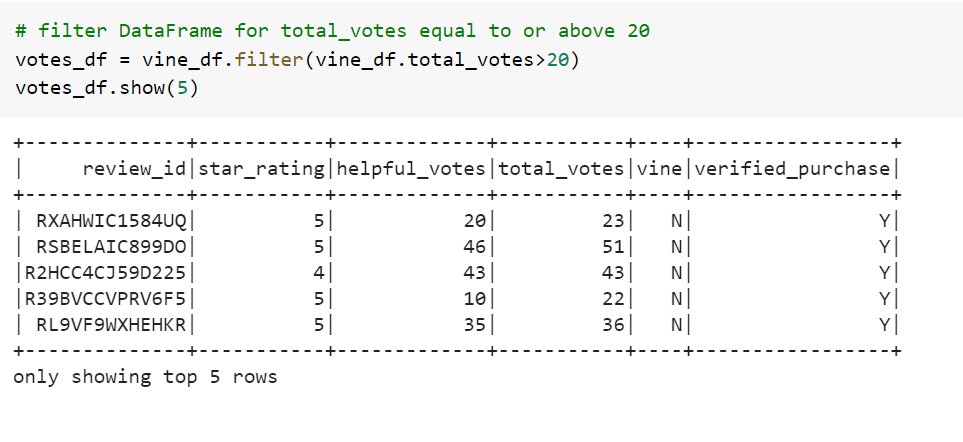 # filter DataFrame for total_votes equal to or above 20
votes_df = vine_df.filter(vine_df.total_votes>20)
votes_df.show(5)
+--------------+-----------+-------------+-----------+----+-----------------+
|     review_id|star_rating|helpful_votes|total_votes|vine|verified_purchase|
+--------------+-----------+-------------+-----------+----+-----------------+
| RXAHWIC1584UQ|          5|           20|         23|   N|                Y|
| RSBELAIC899DO|          5|           46|         51|   N|                Y|
|R2HCC4CJ59D225|          4|           43|         43|   N|                Y|
|R39BVCCVPRV6F5|          5|           10|         22|   N|                Y|
| RL9VF9WXHEHKR|          5|           35|         36|   N|                Y|
+--------------+-----------+-------------+-----------+----+-----------------+
only showing top 5 rows